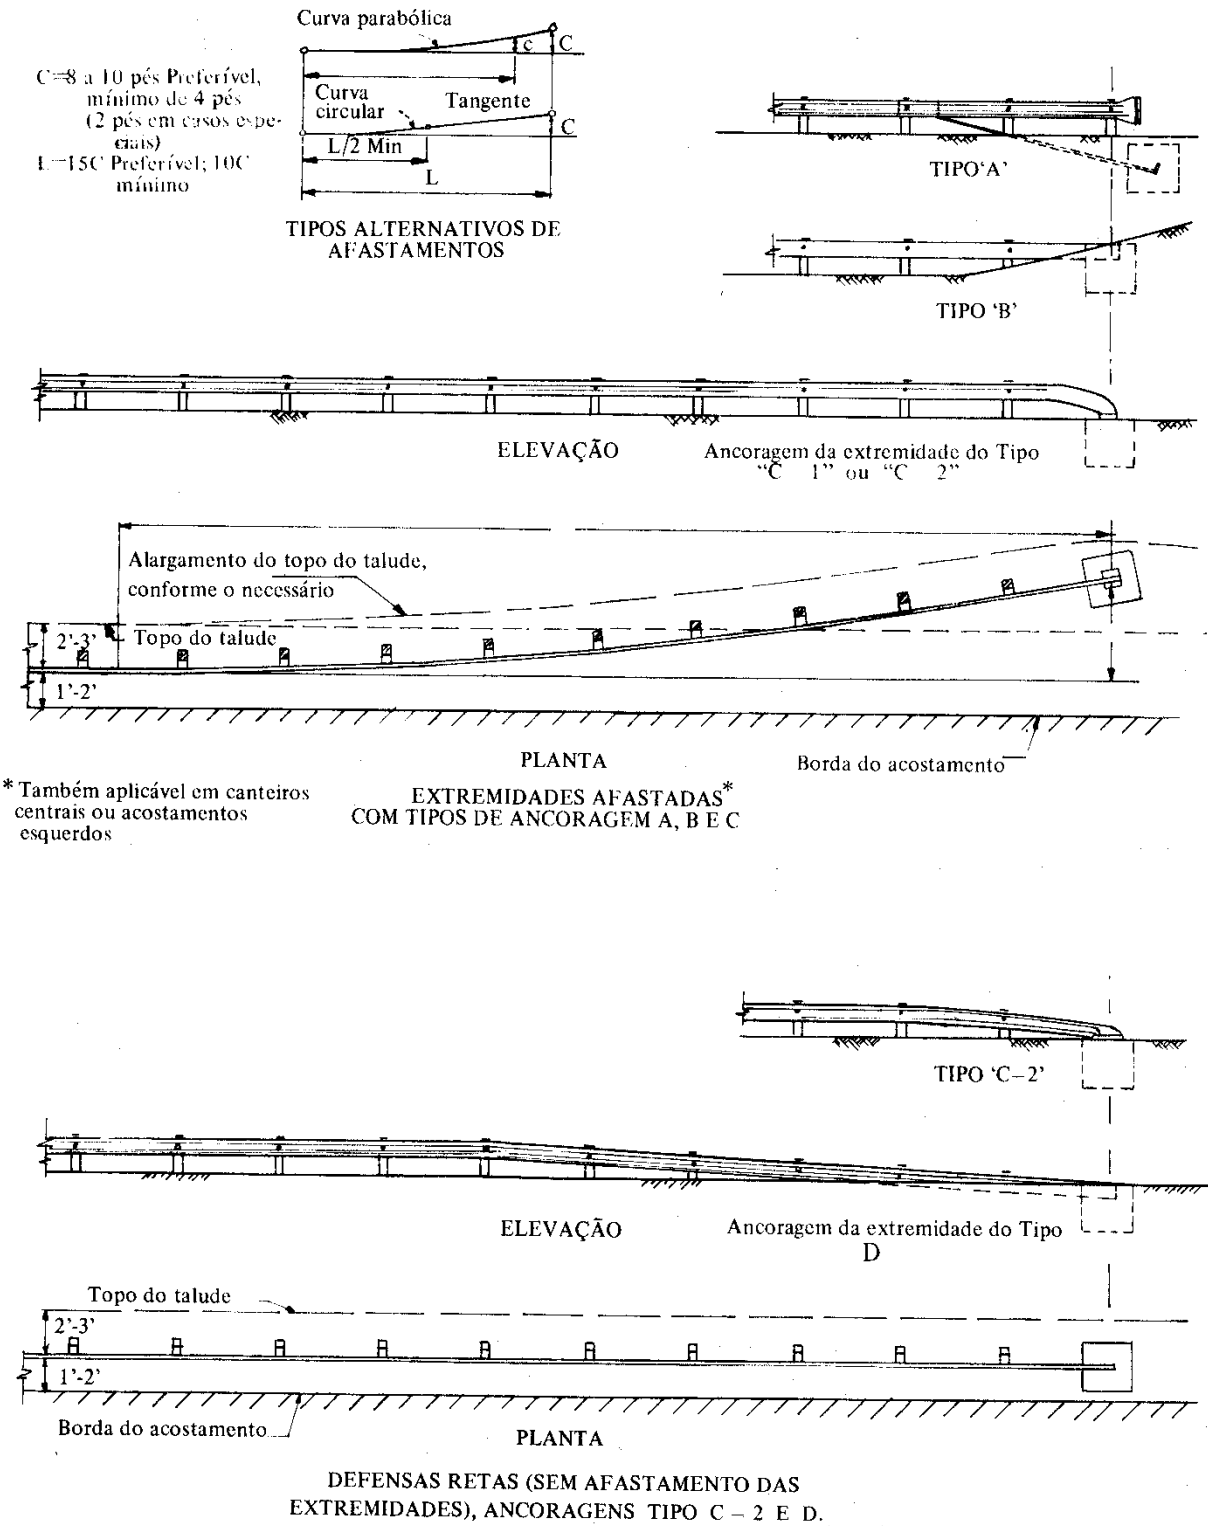 Curva parabólica
c
C
C=8 a 10 pés Preferível,
mínimo de 4 pés
(2 pés em casos espe-
ciais)
L=15C Preferível; 10C
mínimo
Curva
circular
Tangente
C
L/2 Min
L
TIPOS ALTERNATIVOS DE
AFASTAMENTOS
TIPO 'A'
TIPO 'B'
ELEVAÇÃO
Ancoragem da extremidade do Tipo
"C 1" ou "C 2"
Alargamento do topo do talude,
conforme o necessário
2'-3'
Topo do talude
1'-2'
PLANTA
Borda do acostamento
* Também aplicável em canteiros
centrais ou acostamentos
esquerdos
EXTREMIDADES AFASTADAS*
COM TIPOS DE ANCORAGEM A, B E C
TIPO 'C-2'
ELEVAÇÃO
Ancoragem da extremidade do Tipo
D
Topo do talude
2'-3'
1'-2'
Borda do acostamento
PLANTA
DEFENSAS RETAS (SEM AFASTAMENTO DAS
EXTREMIDADES), ANCORAGENS TIPO C – 2 E D.